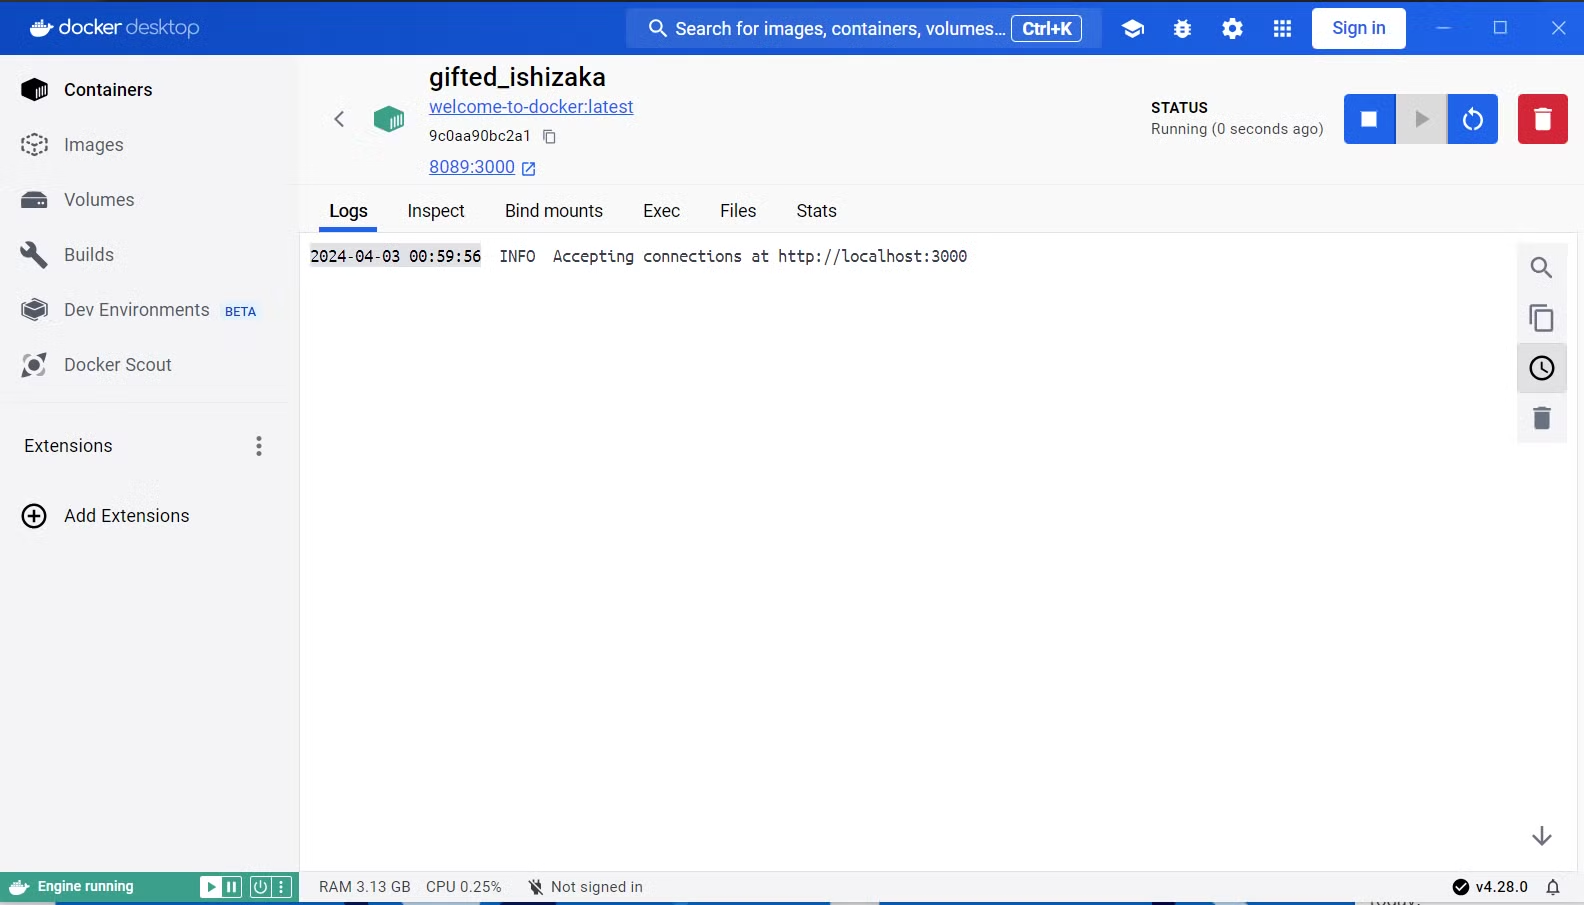 docker desktop
Search for images, containers, volumes... Ctrl+K
Sign in
Containers
Images
Volumes
Builds
Dev Environments BETA
Docker Scout
Extensions
Add Extensions
gifted_ishizaka
welcome-to-docker:latest
9c0aa90bc2a1
8089:3000
STATUS
Running (0 seconds ago)
Logs Inspect Bind mounts Exec Files Stats
2024-04-03 00:59:56 INFO Accepting connections at http://localhost:3000
Engine running
RAM 3.13 GB CPU 0.25% Not signed in
v4.28.0